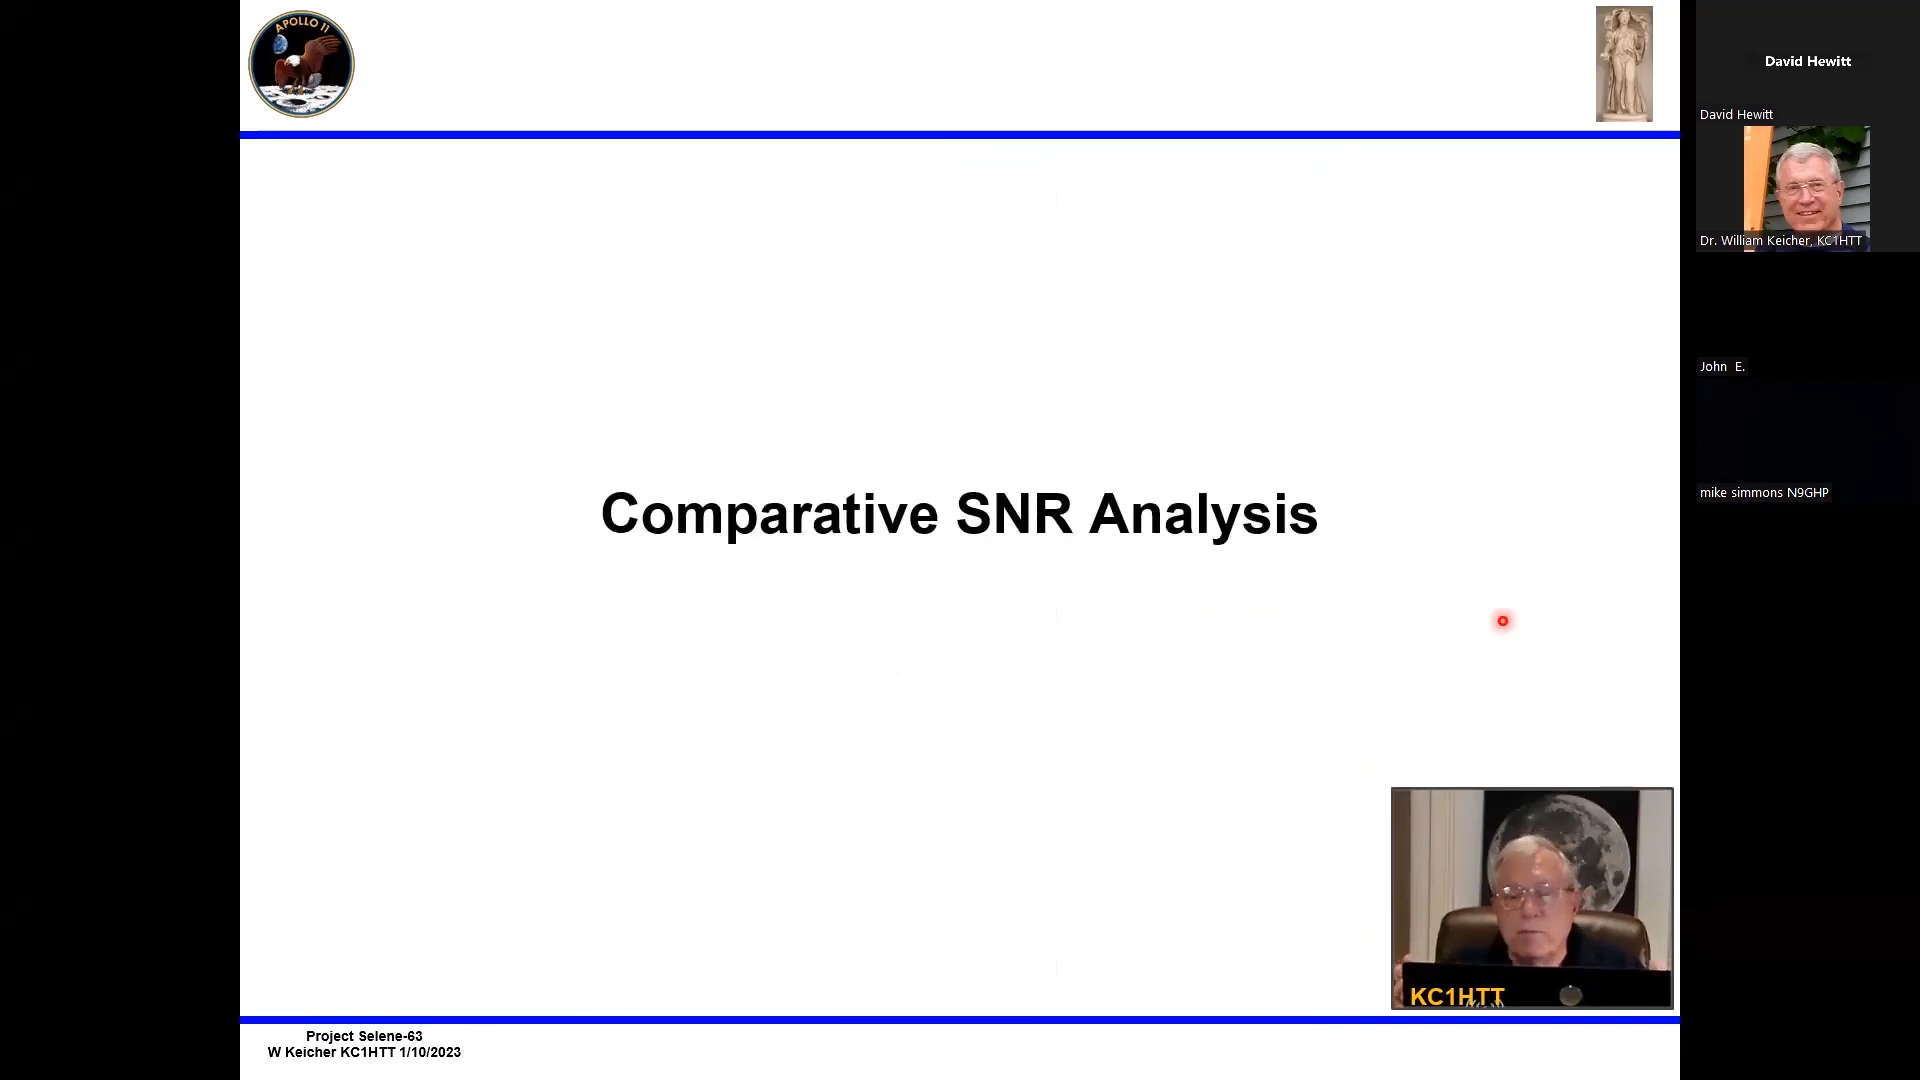 APOLLO 11
David Hewitt
David Hewitt
Dr. William Keicher, KC1HTT
John E.
mike simmons N9GHP
Comparative SNR Analysis
KC1HTT
Project Selene-63
W Keicher KC1HTT 1/10/2023